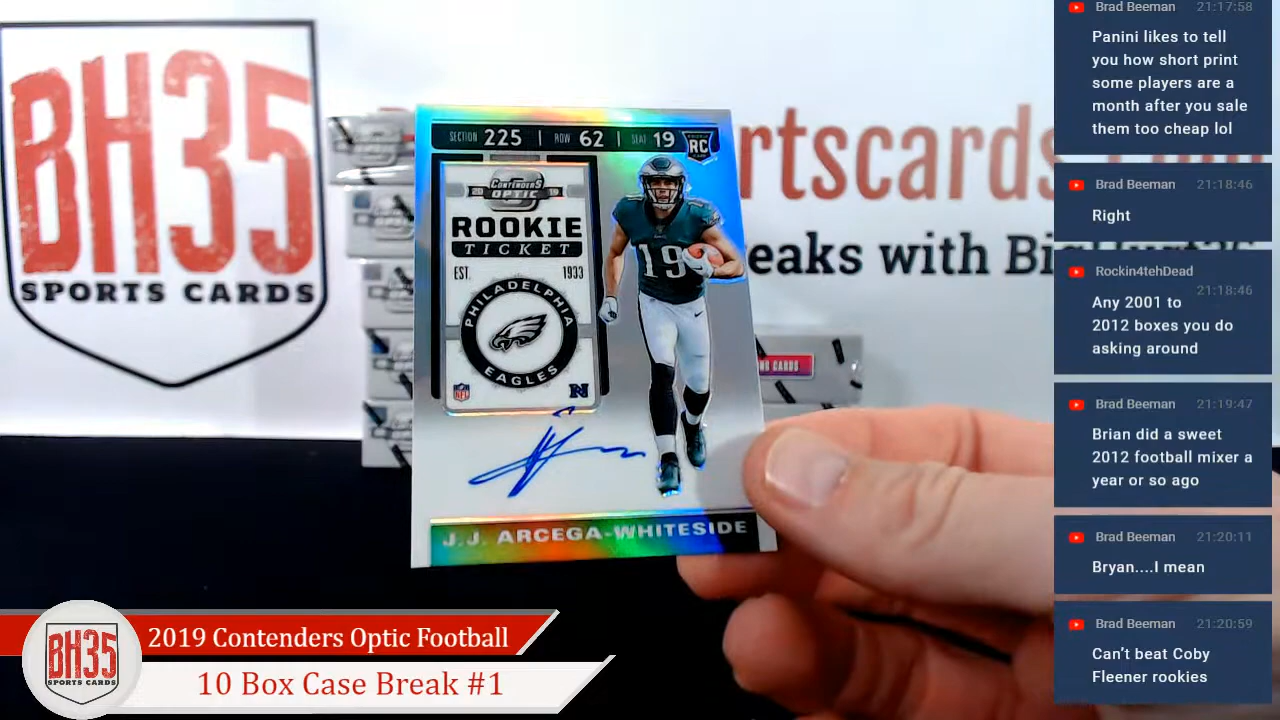 BH35
SPORTS CARDS
SECTION 225 | ROW 62 | SEAT 19
RC
CONTENDERS
20 OPTIC 19
ROOKIE
TICKET
EST. 1933
PHILADELPHIA
EAGLES
NFL
N
19
J.J. ARCEGA-WHITESIDE
rtscards
eaks with Big
CARDS
2019 Contenders Optic Football
10 Box Case Break #1
BH35
SPORTS CARDS
Brad Beeman 21:17:58
Panini likes to tell
you how short print
some players are a
month after you sale
them too cheap lol
Brad Beeman 21:18:46
Right
Rockin4tehDead
21:18:46
Any 2001 to
2012 boxes you do
asking around
Brad Beeman 21:19:47
Brian did a sweet
2012 football mixer a
year or so ago
Brad Beeman 21:20:11
Bryan....I mean
Brad Beeman 21:20:59
Can't beat Coby
Fleener rookies